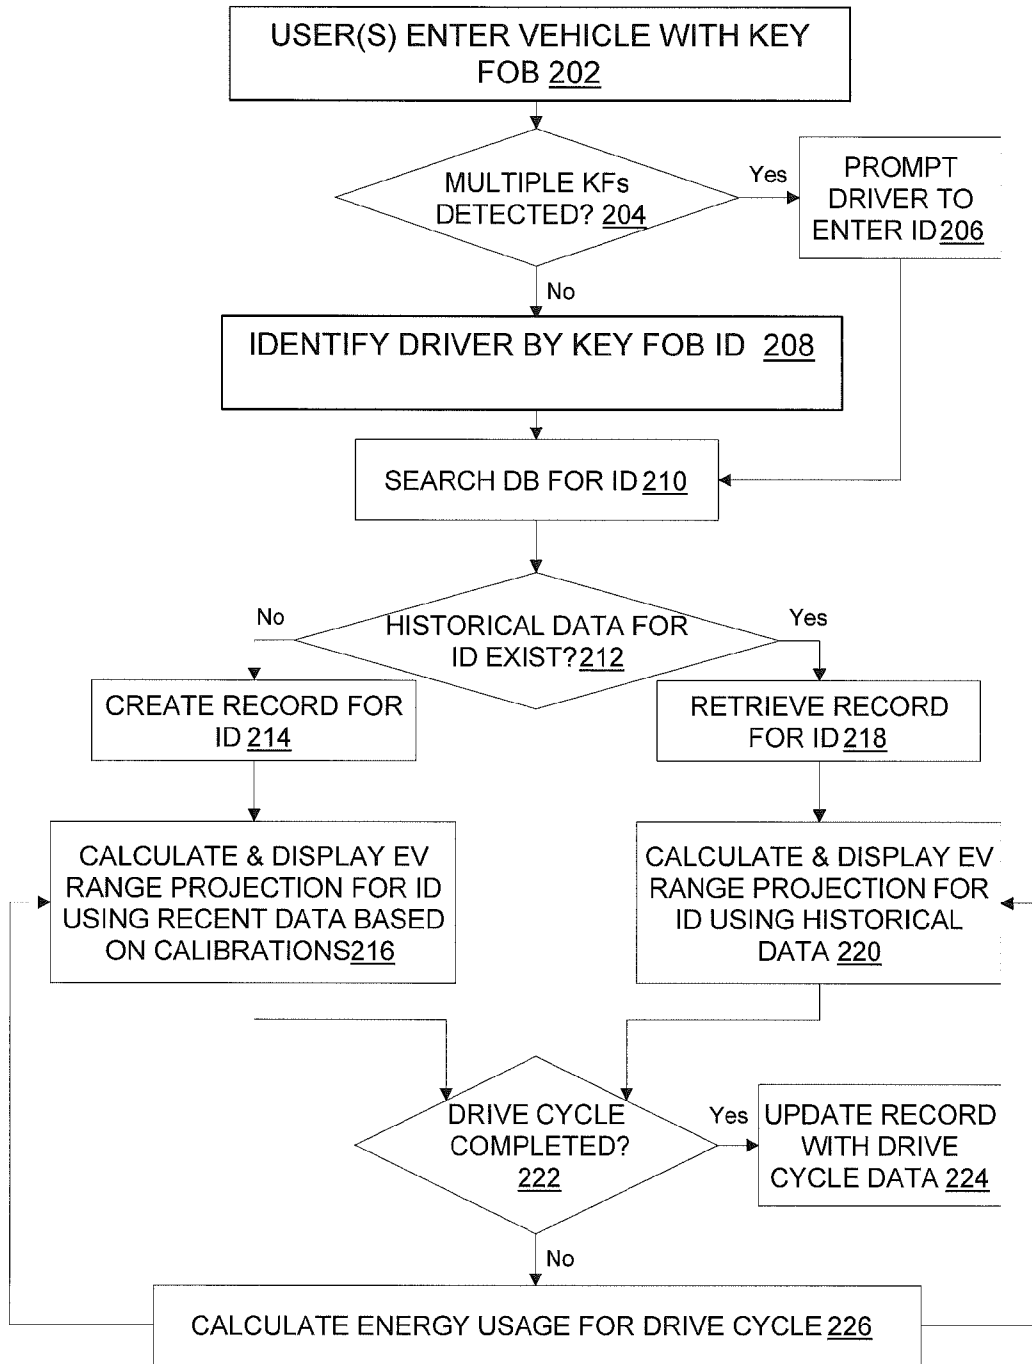 USER(S) ENTER VEHICLE WITH KEY
FOB 202
MULTIPLE KFs
DETECTED? 204
Yes
PROMPT
DRIVER TO
ENTER ID 206
No
IDENTIFY DRIVER BY KEY FOB ID 208
SEARCH DB FOR ID 210
HISTORICAL DATA FOR
ID EXIST? 212
No
Yes
CREATE RECORD FOR
ID 214
RETRIEVE RECORD
FOR ID 218
CALCULATE & DISPLAY EV
RANGE PROJECTION FOR ID
USING RECENT DATA BASED
ON CALIBRATIONS 216
CALCULATE & DISPLAY EV
RANGE PROJECTION FOR
ID USING HISTORICAL
DATA 220
DRIVE CYCLE
COMPLETED?
222
Yes
UPDATE RECORD
WITH DRIVE
CYCLE DATA 224
No
CALCULATE ENERGY USAGE FOR DRIVE CYCLE 226